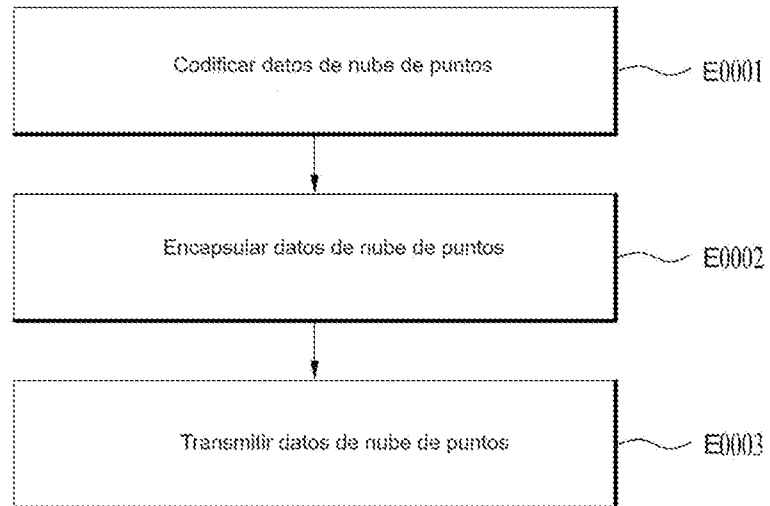 Codificar datos de nube de puntos
E0001
Encapsular datos de nube de puntos
E0002
Transmitir datos de nube de puntos
E0003